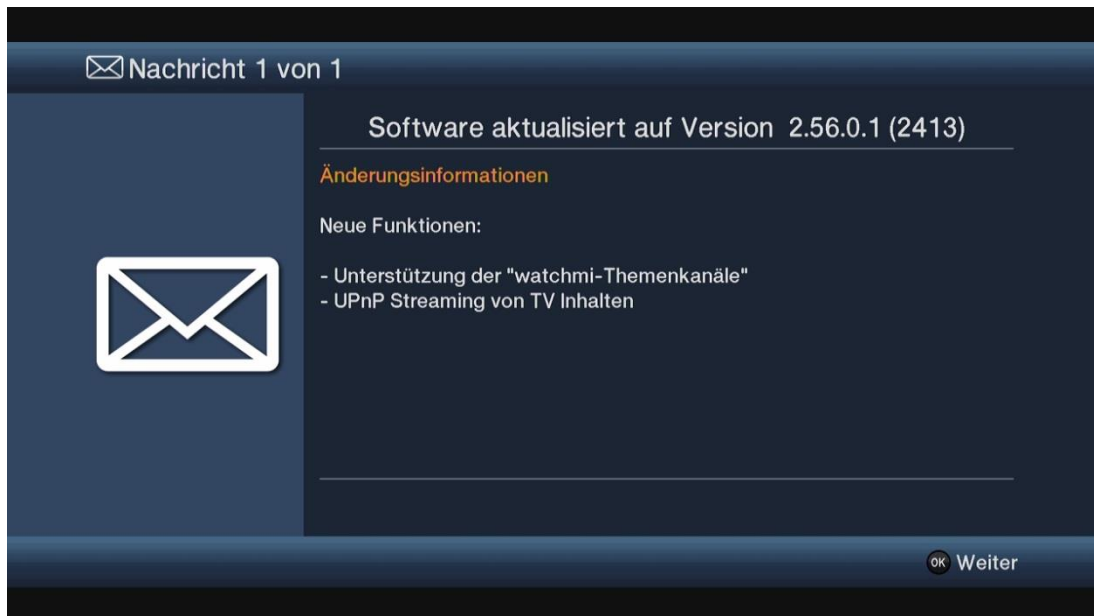 Nachricht 1 von 1
Software aktualisiert auf Version 2.56.0.1 (2413)
Änderungsinformationen
Neue Funktionen:
- Unterstützung der "watchmi-Themenkanäle"
- UPnP Streaming von TV Inhalten
OK Weiter